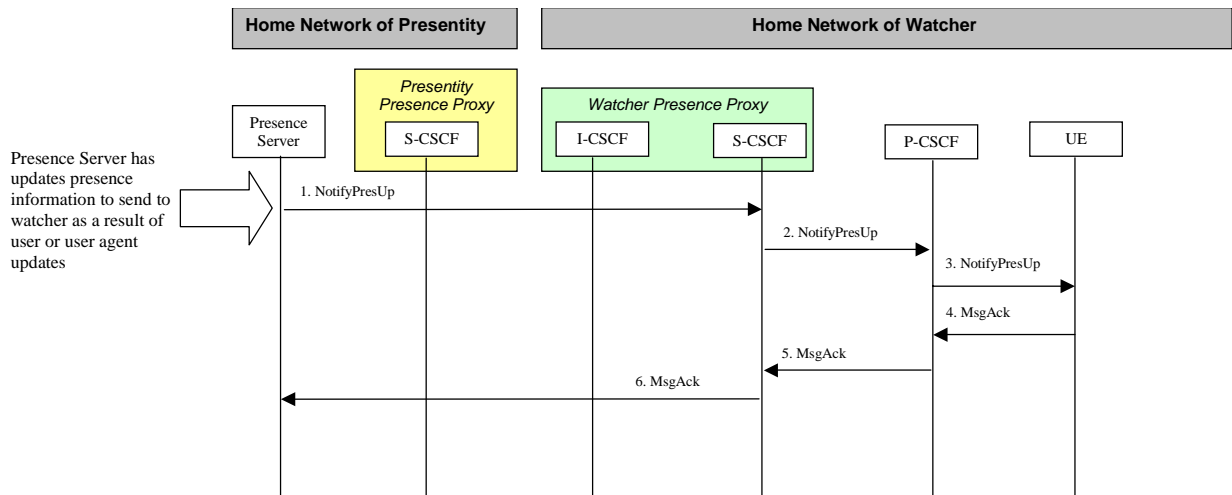 Home Network of Presentity
Home Network of Watcher
Presentity
Presence Proxy
Watcher Presence Proxy
Presence
Server
S-CSCF
I-CSCF
S-CSCF
P-CSCF
UE
Presence Server has
updates presence
information to send to
watcher as a result of
user or user agent
updates
1. NotifyPresUp
2. NotifyPresUp
3. NotifyPresUp
4. MsgAck
5. MsgAck
6. MsgAck